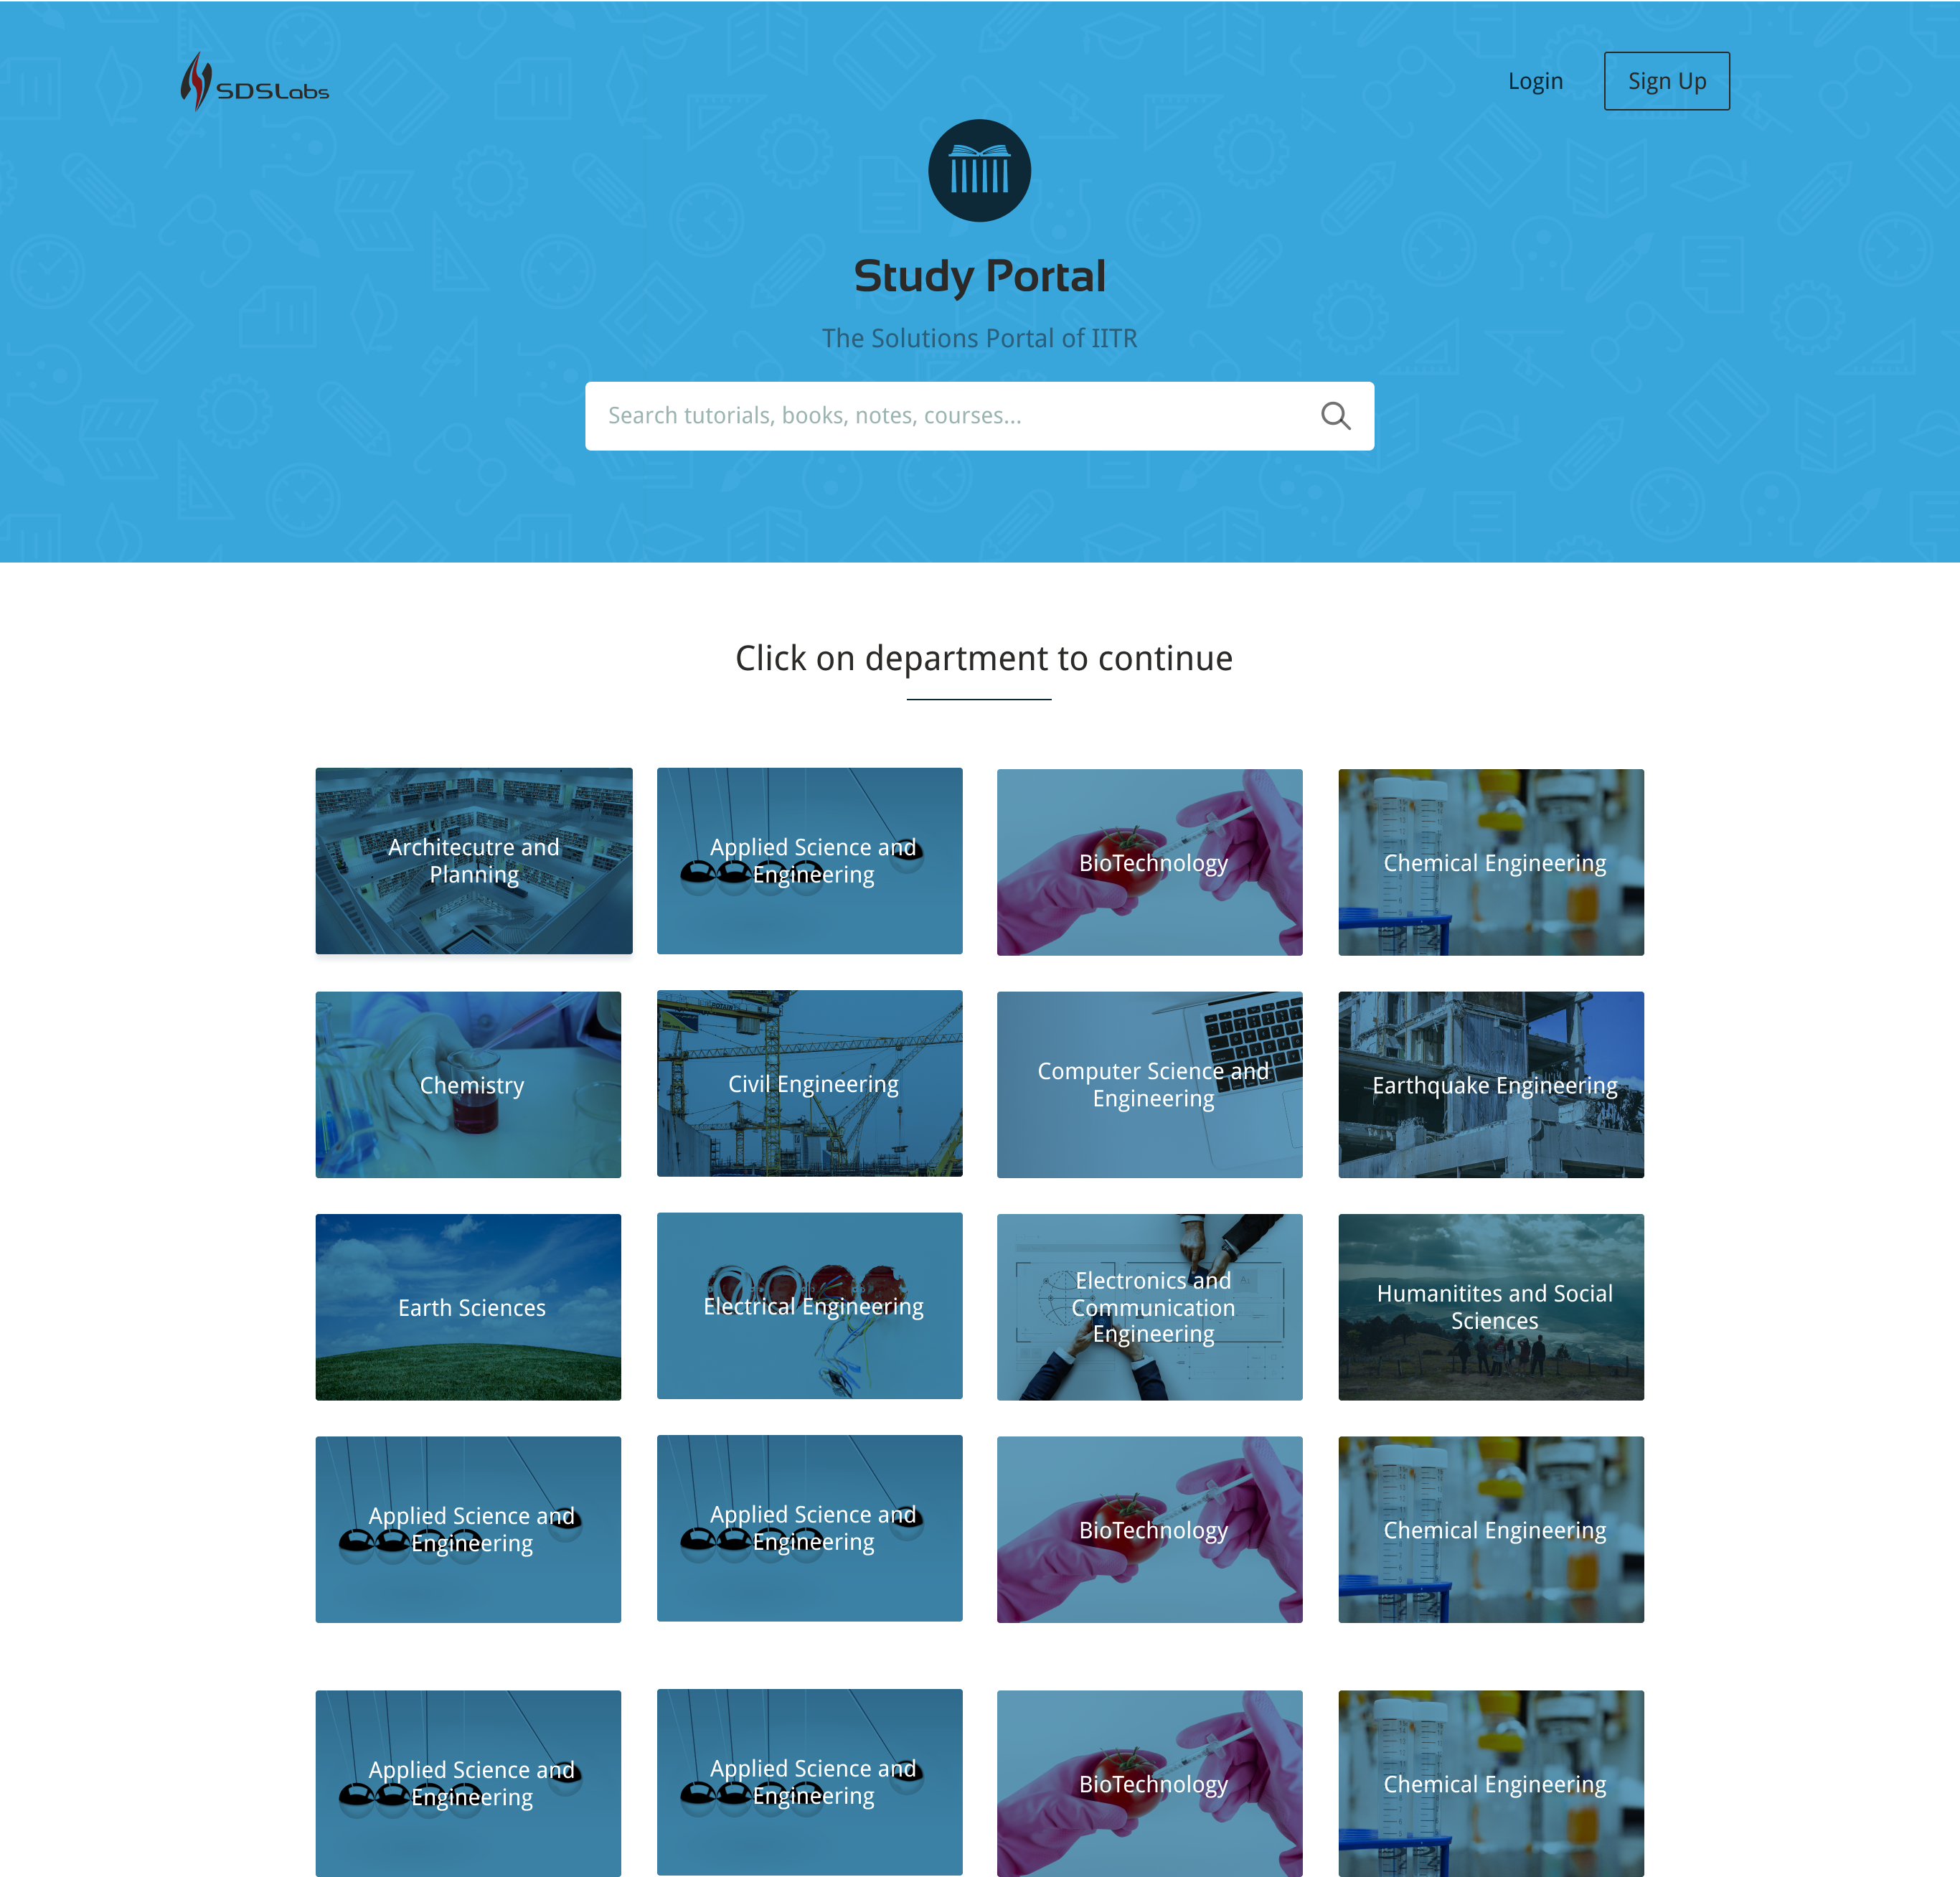 SDSLabs
Login
Sign Up
Study Portal
The Solutions Portal of IITR
Search tutorials, books, notes, courses...
Click on department to continue
Architecutre and
Planning
Applied Science and
Engineering
BioTechnology
Chemical Engineering
Chemistry
Civil Engineering
Computer Science and
Engineering
Earthquake Engineering
Earth Sciences
Electrical Engineering
Electronics and
Communication
Engineering
Humanitites and Social
Sciences
Applied Science and
Engineering
Applied Science and
Engineering
BioTechnology
Chemical Engineering
Applied Science and
Engineering
Applied Science and
Engineering
BioTechnology
Chemical Engineering